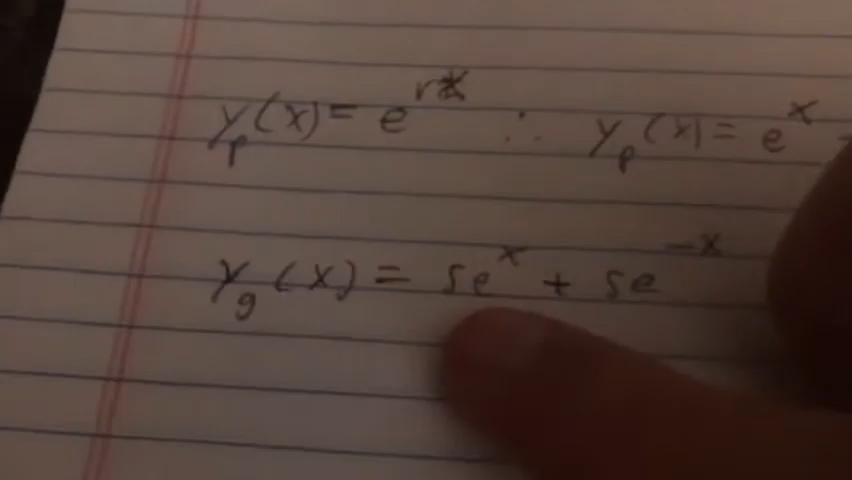 y_p(x) = e^{rx} ∴ y_p(x) = e^x
y_g(x) = 5e^x + 5e^{-x}